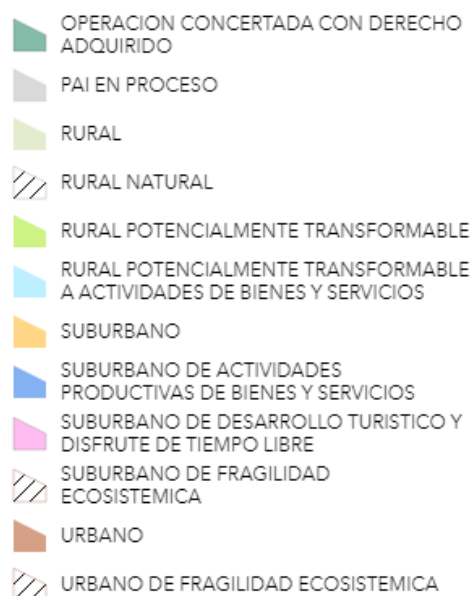 OPERACION CONCERTADA CON DERECHO
ADQUIRIDO
PAI EN PROCESO
RURAL
RURAL NATURAL
RURAL POTENCIALMENTE TRANSFORMABLE
RURAL POTENCIALMENTE TRANSFORMABLE
A ACTIVIDADES DE BIENES Y SERVICIOS
SUBURBANO
SUBURBANO DE ACTIVIDADES
PRODUCTIVAS DE BIENES Y SERVICIOS
SUBURBANO DE DESARROLLO TURISTICO Y
DISFRUTE DE TIEMPO LIBRE
SUBURBANO DE FRAGILIDAD
ECOSISTEMICA
URBANO
URBANO DE FRAGILIDAD ECOSISTEMICA